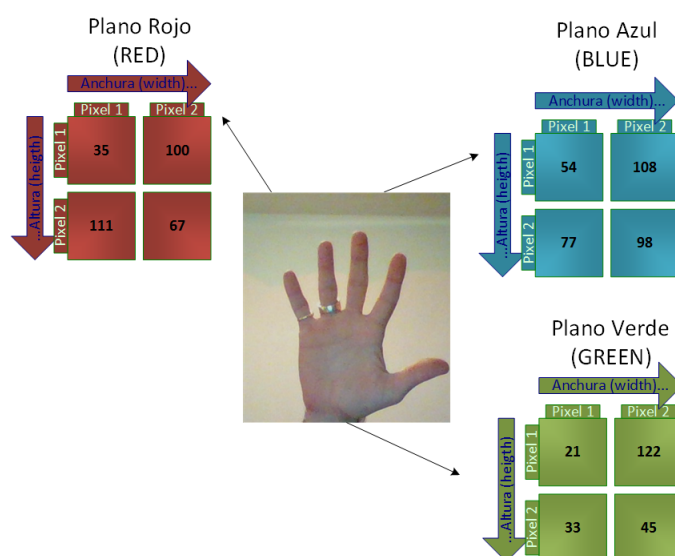 Plano Rojo
(RED)
Anchura (width)...
Pixel 1 Pixel 2
...Altura (heigth)
Pixel 1
35 100
Pixel 2
111 67
Plano Azul
(BLUE)
Anchura (width)...
Pixel 1 Pixel 2
...Altura (heigth)
Pixel 1
54 108
Pixel 2
77 98
Plano Verde
(GREEN)
Anchura (width)...
Pixel 1 Pixel 2
...Altura (heigth)
Pixel 1
21 122
Pixel 2
33 45